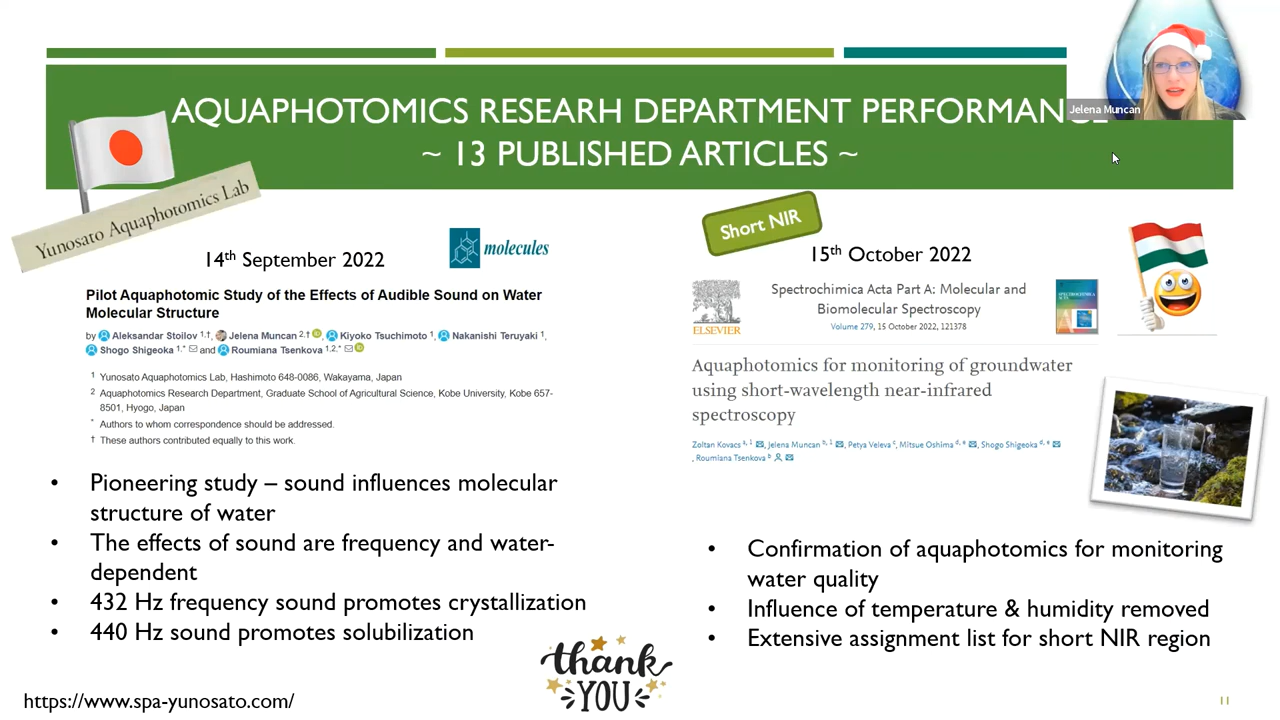 AQUAPHOTOMICS RESEARH DEPARTMENT PERFORMANCE
~ 13 PUBLISHED ARTICLES ~
Jelena Muncan
Yunosato Aquaphotomics Lab
14th September 2022
molecules
Pilot Aquaphotomic Study of the Effects of Audible Sound on Water
Molecular Structure
by Aleksandar Stoilov 1,†, Jelena Muncan 2,† Kiyoko Tsuchimoto 1, Nakanishi Teruyaki 1,
Shogo Shigeoka 1,* and Roumiana Tsenkova 1,2,*
1 Yunosato Aquaphotomics Lab, Hashimoto 648-0086, Wakayama, Japan
2 Aquaphotomics Research Department, Graduate School of Agricultural Science, Kobe University, Kobe 657-
8501, Hyogo, Japan
* Authors to whom correspondence should be addressed.
† These authors contributed equally to this work.
• Pioneering study – sound influences molecular
structure of water
• The effects of sound are frequency and water-
dependent
• 432 Hz frequency sound promotes crystallization
• 440 Hz sound promotes solubilization
Short NIR
15th October 2022
ELSEVIER
Spectrochimica Acta Part A: Molecular and
Biomolecular Spectroscopy
Volume 279, 15 October 2022, 121378
Aquaphotomics for monitoring of groundwater
using short-wavelength near-infrared
spectroscopy
Zoltan Kovacs a, 1, Jelena Muncan b, 1, Petya Veleva c, Mitsue Oshima d, e, Shogo Shigeoka d, e
, Roumiana Tsenkova b
• Confirmation of aquaphotomics for monitoring
water quality
• Influence of temperature & humidity removed
• Extensive assignment list for short NIR region
thank
YOU
https://www.spa-yunosato.com/
11